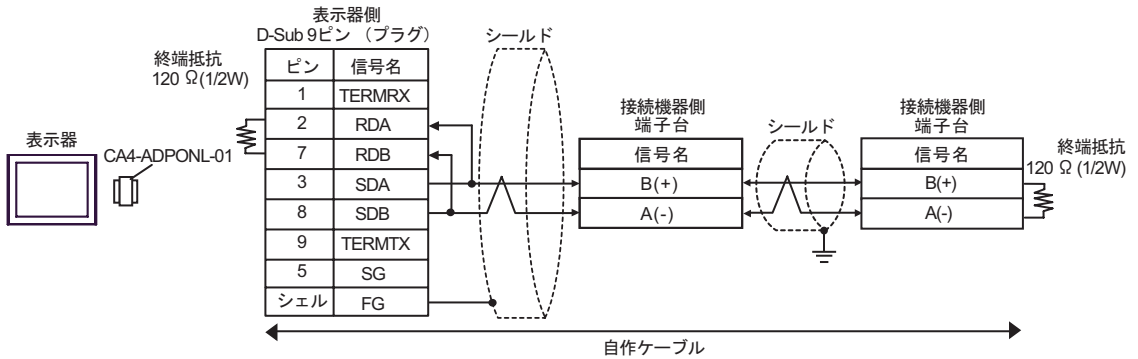 表示器
CA4-ADPONL-01
終端抵抗
120 Ω(1/2W)
表示器側
D-Sub 9ピン (プラグ)
ピン 信号名
1 TERMRX
2 RDA
7 RDB
3 SDA
8 SDB
9 TERMTX
5 SG
シェル FG
シールド
接続機器側
端子台
信号名
B(+)
A(-)
シールド
接続機器側
端子台
信号名
B(+)
A(-)
終端抵抗
120 Ω (1/2W)
自作ケーブル